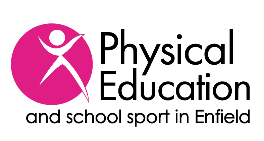 Physical
Education
and school sport in Enfield